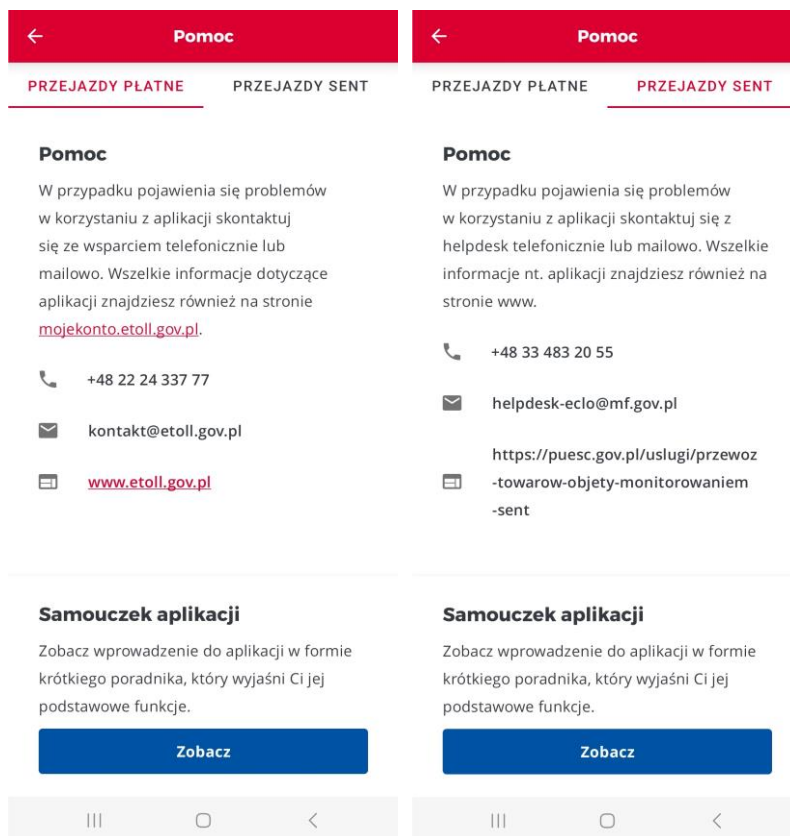 Pomoc
PRZEJAZDY PŁATNE
PRZEJAZDY SENT
Pomoc
W przypadku pojawienia się problemów
w korzystaniu z aplikacji skontaktuj
się ze wsparciem telefonicznie lub
mailowo. Wszelkie informacje dotyczące
aplikacji znajdziesz również na stronie
mojekonto.etoll.gov.pl.
+48 22 24 337 77
kontakt@etoll.gov.pl
www.etoll.gov.pl
Samouczek aplikacji
Zobacz wprowadzenie do aplikacji w formie
krótkiego poradnika, który wyjaśni Ci jej
podstawowe funkcje.
Zobacz
Pomoc
PRZEJAZDY PŁATNE
PRZEJAZDY SENT
Pomoc
W przypadku pojawienia się problemów
w korzystaniu z aplikacji skontaktuj się z
helpdesk telefonicznie lub mailowo. Wszelkie
informacje nt. aplikacji znajdziesz również na
stronie www.
+48 33 483 20 55
helpdesk-eclo@mf.gov.pl
https://puesc.gov.pl/uslugi/przewoz
-towarow-objety-monitorowaniem
-sent
Samouczek aplikacji
Zobacz wprowadzenie do aplikacji w formie
krótkiego poradnika, który wyjaśni Ci jej
podstawowe funkcje.
Zobacz